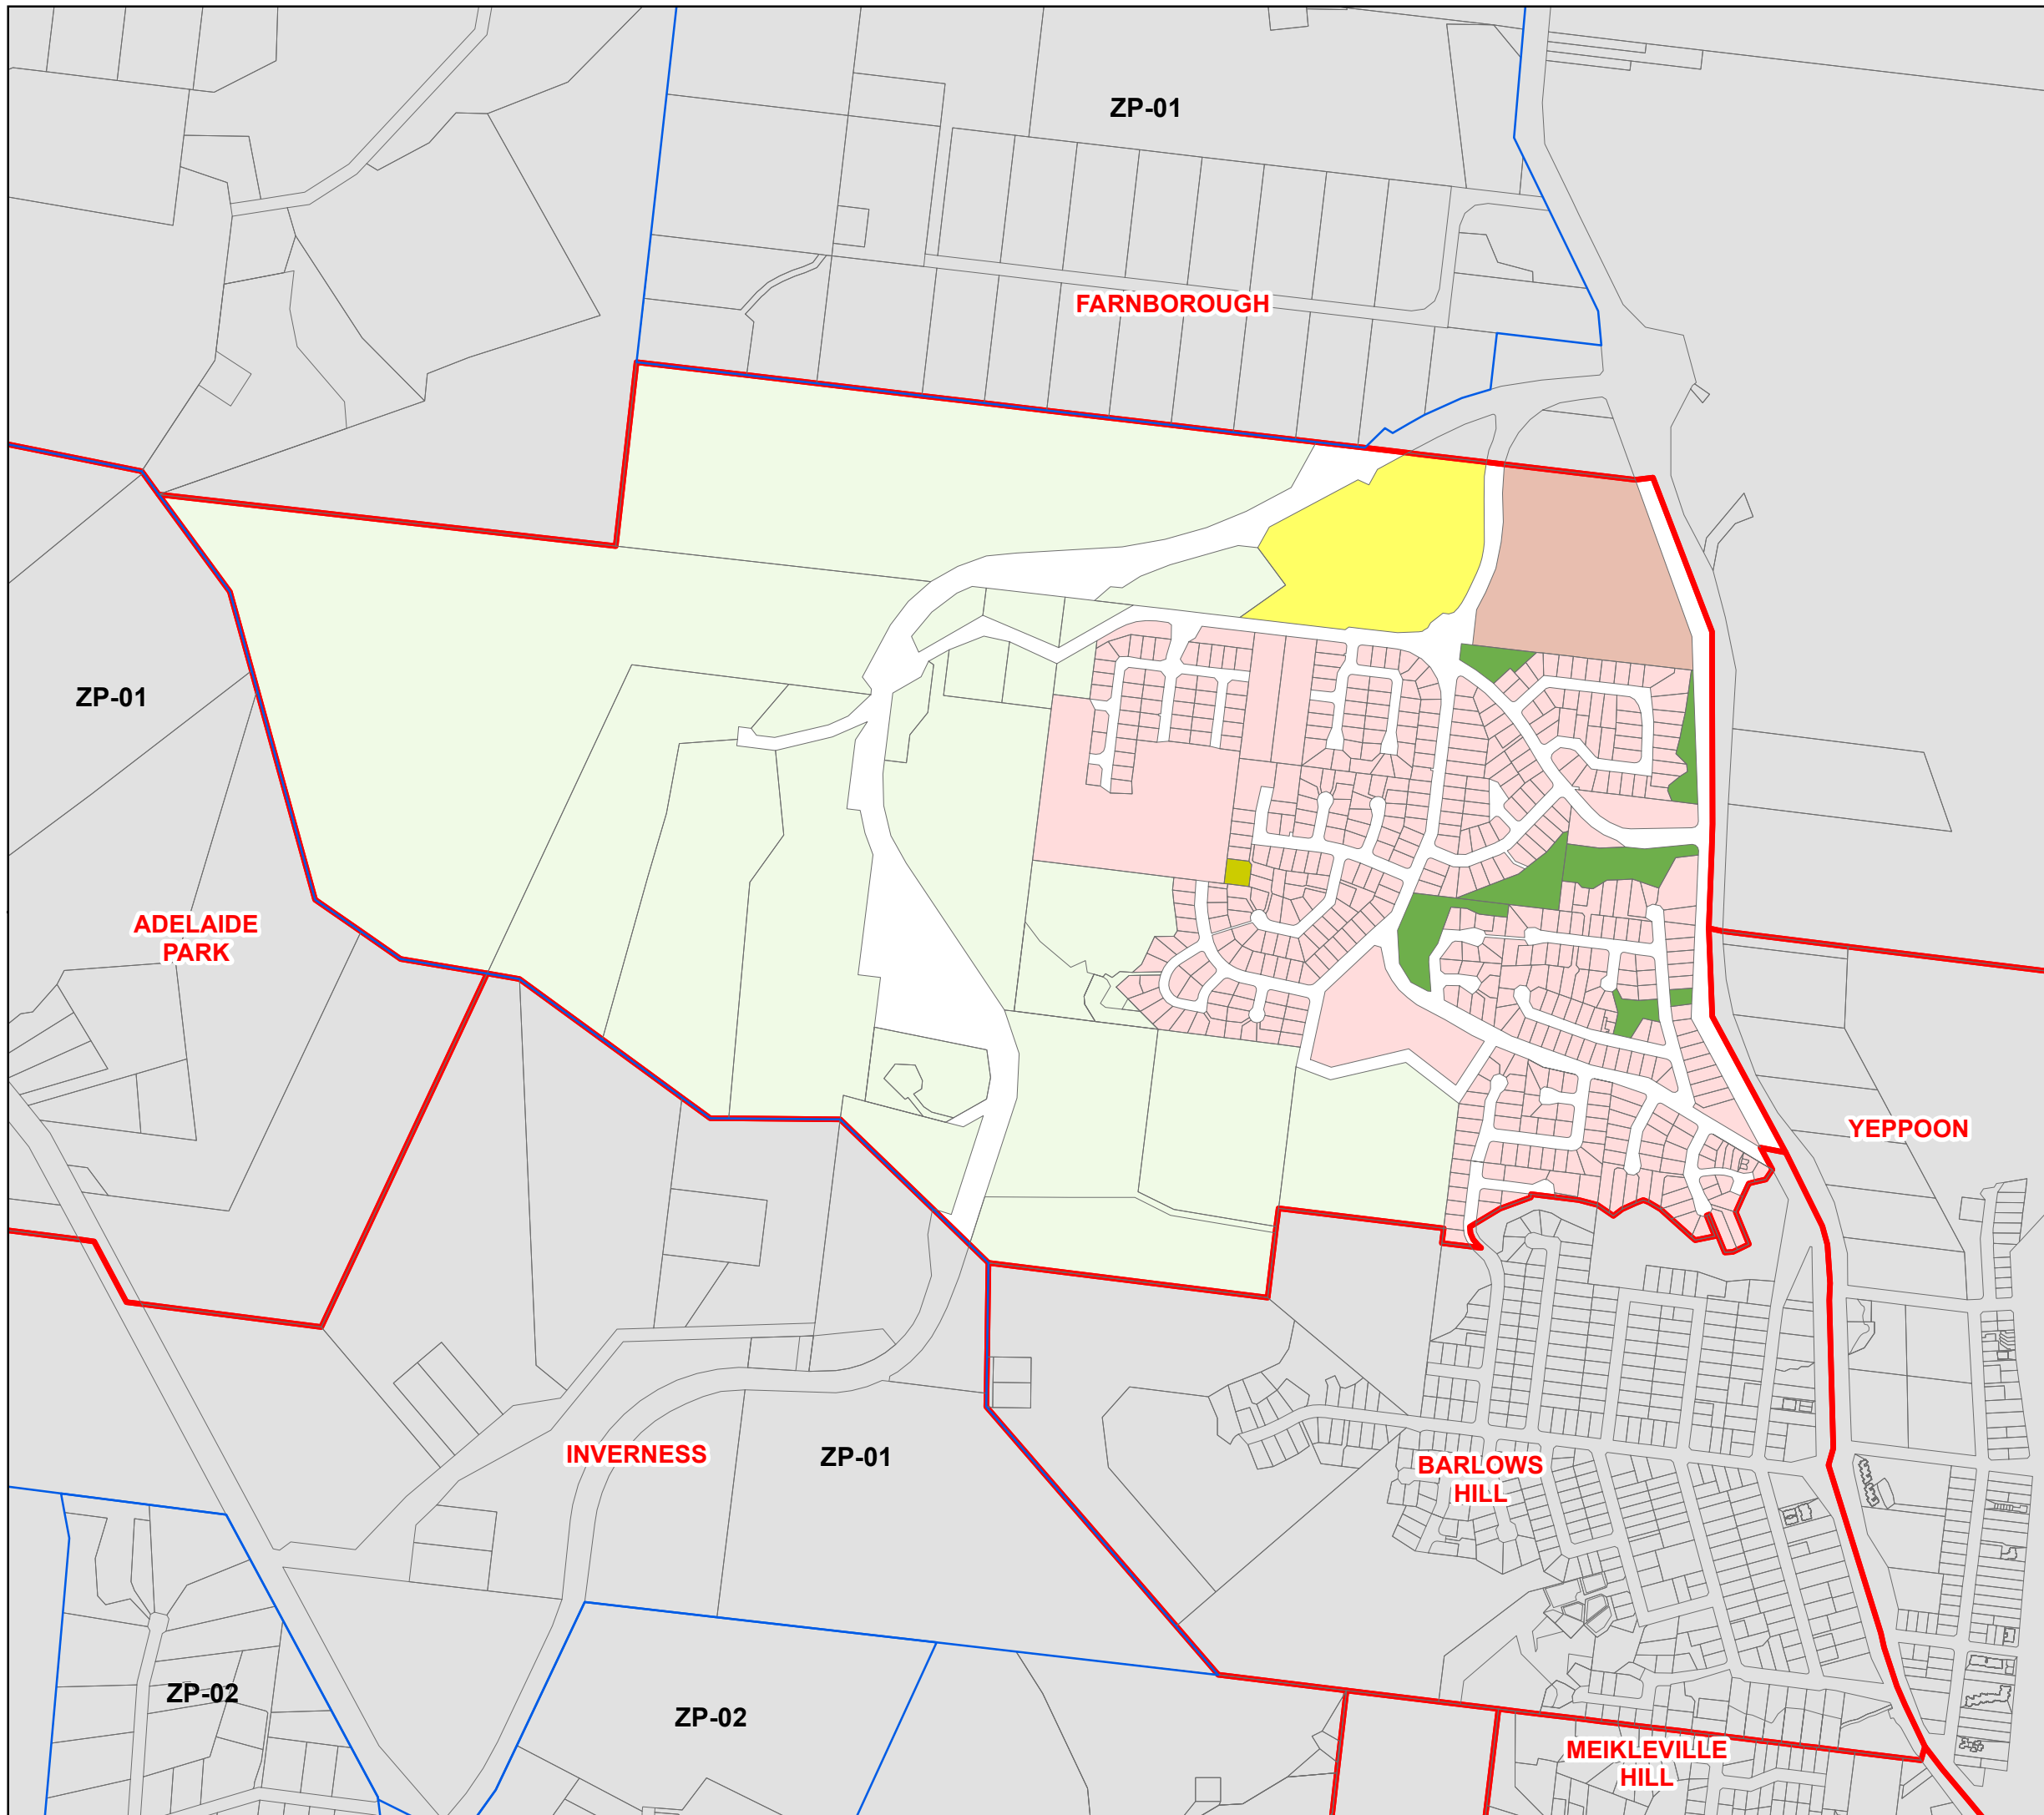 ZP-01
FARNBOROUGH
ZP-01
ADELAIDE
PARK
YEPPOON
INVERNESS
ZP-01
BARLOWS
HILL
ZP-02
ZP-02
MEIKLEVILLE
HILL